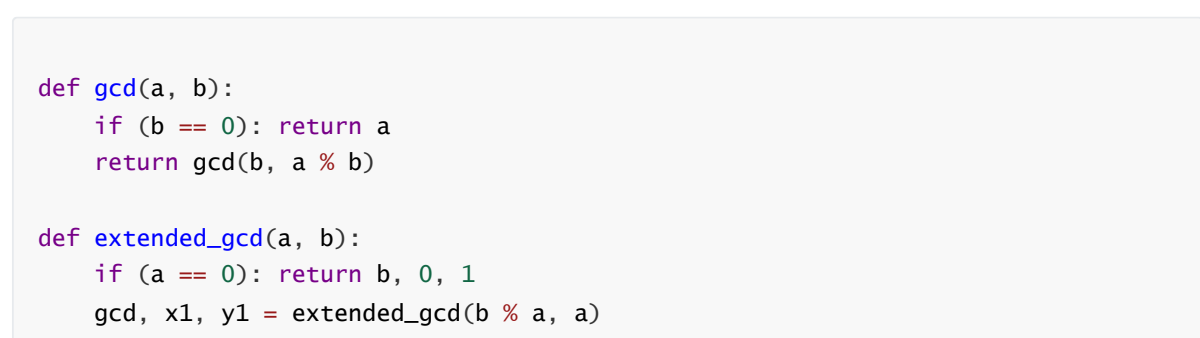 def gcd(a, b):
    if (b == 0): return a
    return gcd(b, a % b)

def extended_gcd(a, b):
    if (a == 0): return b, 0, 1
    gcd, x1, y1 = extended_gcd(b % a, a)